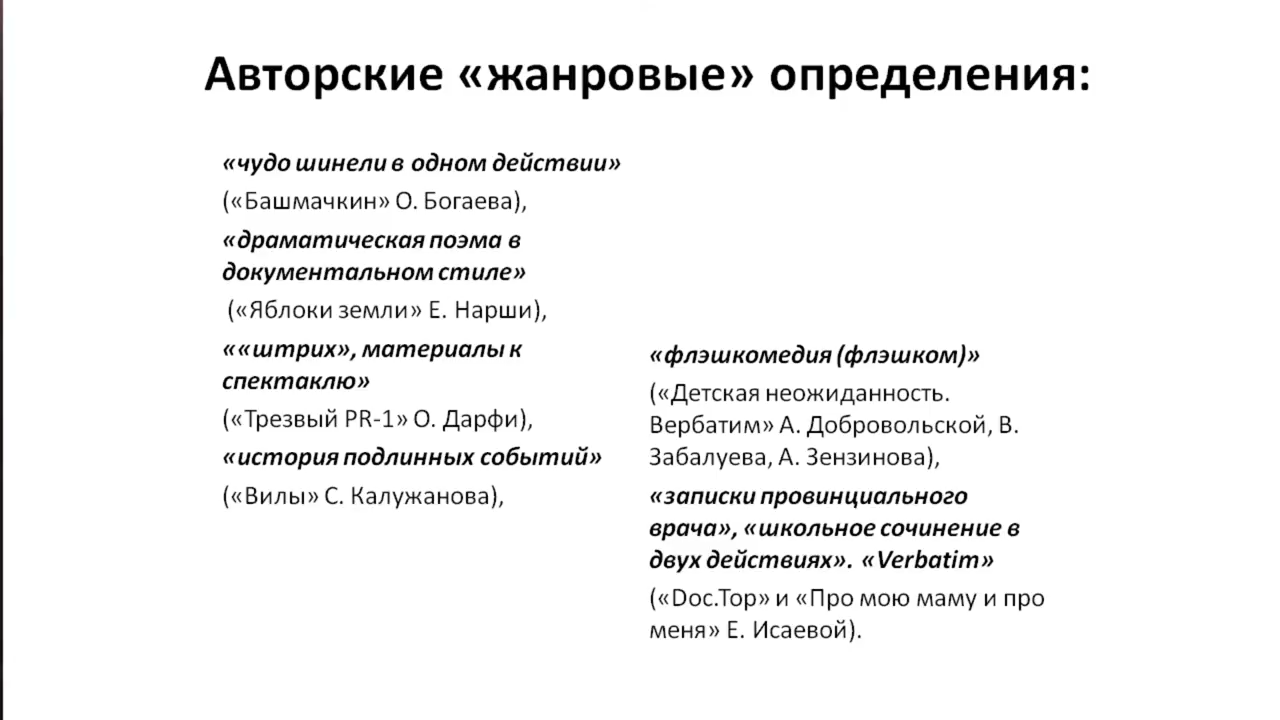 Авторские «жанровые» определения:
«чудо шинели в одном действии»
(«Башмачкин» О. Богаева),
«драматическая поэма в
документальном стиле»
(«Яблоки земли» Е. Нарши),
««штрих», материалы к
спектаклю»
(«Трезвый PR-1» О. Дарфи),
«история подлинных событий»
(«Вилы» С. Калужанова),
«флэшкомедия (флэшком)»
(«Детская неожиданность.
Вербатим» А. Добровольской, В.
Забалуева, А. Зензинова),
«записки провинциального
врача», «школьное сочинение в
двух действиях». «Verbatim»
(«Doc.Тор» и «Про мою маму и про
меня» Е. Исаевой).